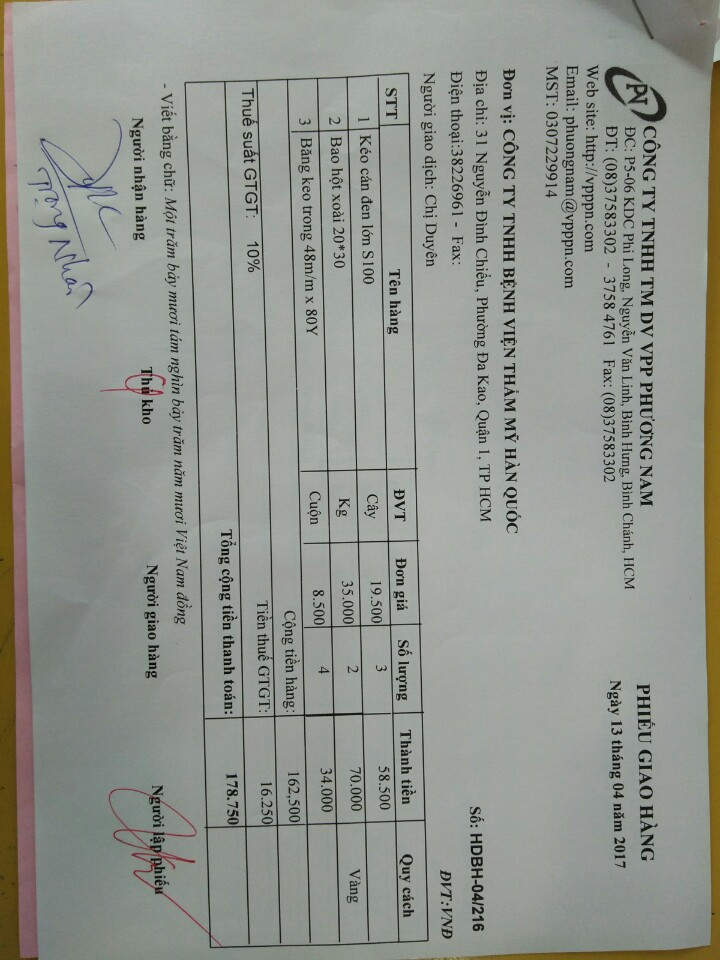 PN
CÔNG TY TNHH TM DV VPP PHƯƠNG NAM
ĐC: P5-06 KDC Phi Long, Nguyễn Văn Linh, Bình Hưng, Bình Chánh, HCM
ĐT: (08)37583302 - 3758 4761 Fax: (08)37583302
Web site: http://vpppn.com
Email: phuongnam@vpppn.com
MST: 0307229914
PHIẾU GIAO HÀNG
Ngày 13 tháng 04 năm 2017
Số: HDBH-04/216
Đơn vị: CÔNG TY TNHH BỆNH VIỆN THẨM MỸ HÀN QUỐC
Địa chỉ: 31 Nguyễn Đình Chiểu, Phường Đa Kao, Quận 1, TP HCM
Điện thoại:38226961 - Fax:
Người giao dịch: Chị Duyên
ĐVT:VNĐ
STT Tên hàng ĐVT Đơn giá Số lượng Thành tiền Quy cách
1 Kéo cán đen lớn S100 Cây 19.500 3 58.500
2 Bao hột xoài 20*30 Kg 35.000 2 70.000 Vàng
3 Băng keo trong 48m/m x 80Y Cuộn 8.500 4 34.000
Cộng tiền hàng: 162,500
Thuế suất GTGT: 10% Tiền thuế GTGT: 16.250
Tổng cộng tiền thanh toán: 178.750
- Viết bằng chữ: Một trăm bảy mươi tám nghìn bảy trăm năm mươi Việt Nam đồng
Người nhận hàng Thủ kho Người giao hàng Người lập phiếu
Trọng Nhân